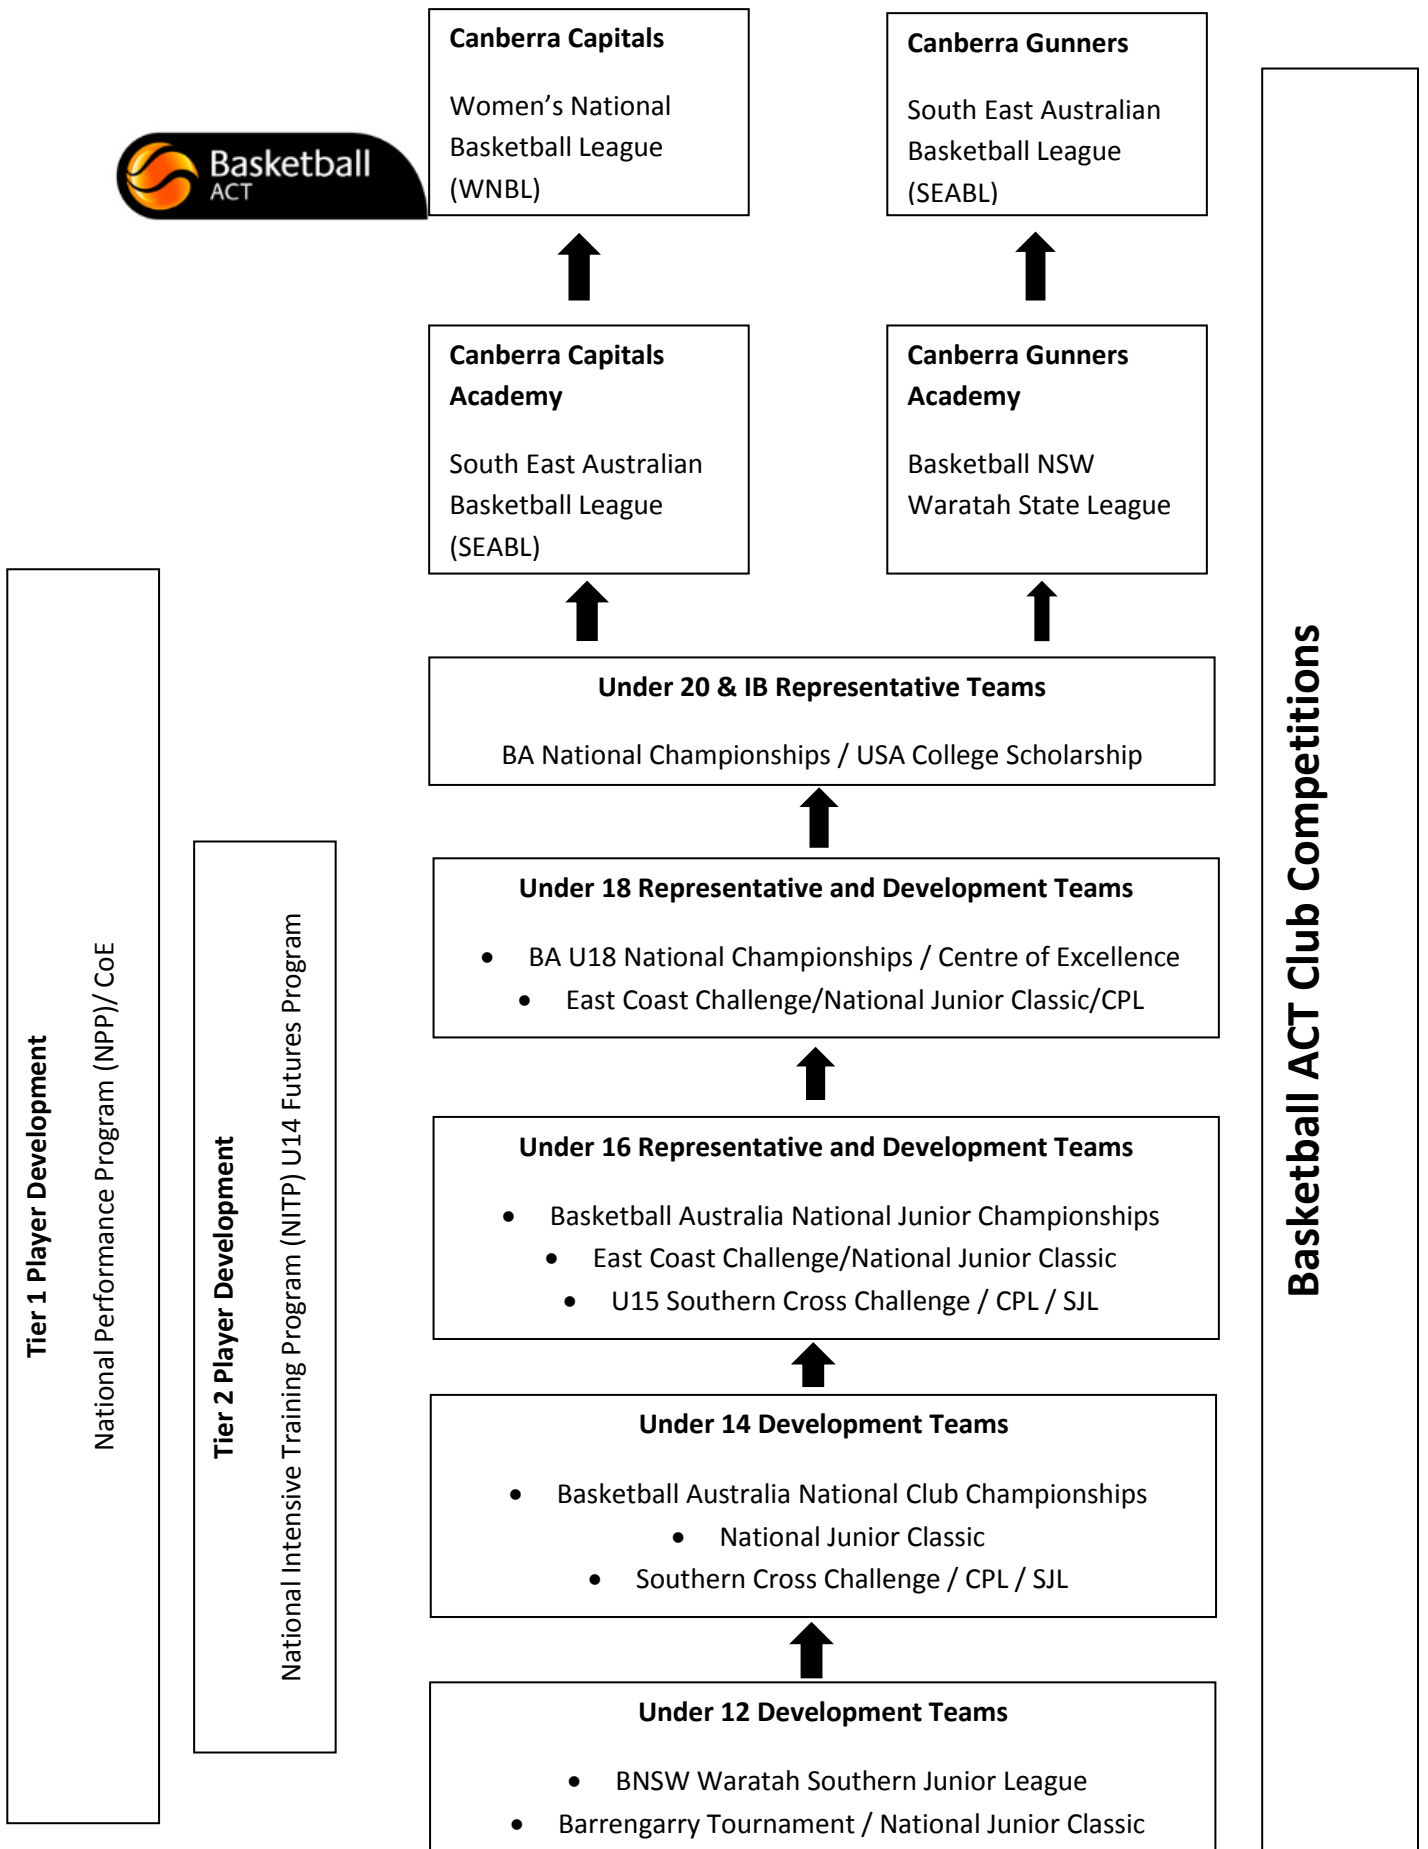 Basketball
ACT
Canberra Capitals
Women’s National
Basketball League
(WNBL)
Canberra Gunners
South East Australian
Basketball League
(SEABL)
Canberra Capitals
Academy
South East Australian
Basketball League
(SEABL)
Canberra Gunners
Academy
Basketball NSW
Waratah State League
Under 20 & IB Representative Teams
BA National Championships / USA College Scholarship
Under 18 Representative and Development Teams
• BA U18 National Championships / Centre of Excellence
• East Coast Challenge/National Junior Classic/CPL
Under 16 Representative and Development Teams
• Basketball Australia National Junior Championships
• East Coast Challenge/National Junior Classic
• U15 Southern Cross Challenge / CPL / SJL
Under 14 Development Teams
• Basketball Australia National Club Championships
• National Junior Classic
• Southern Cross Challenge / CPL / SJL
Under 12 Development Teams
• BNSW Waratah Southern Junior League
• Barrengarry Tournament / National Junior Classic
Tier 1 Player Development
National Performance Program (NPP)/ CoE
Tier 2 Player Development
National Intensive Training Program (NITP) U14 Futures Program
Basketball ACT Club Competitions